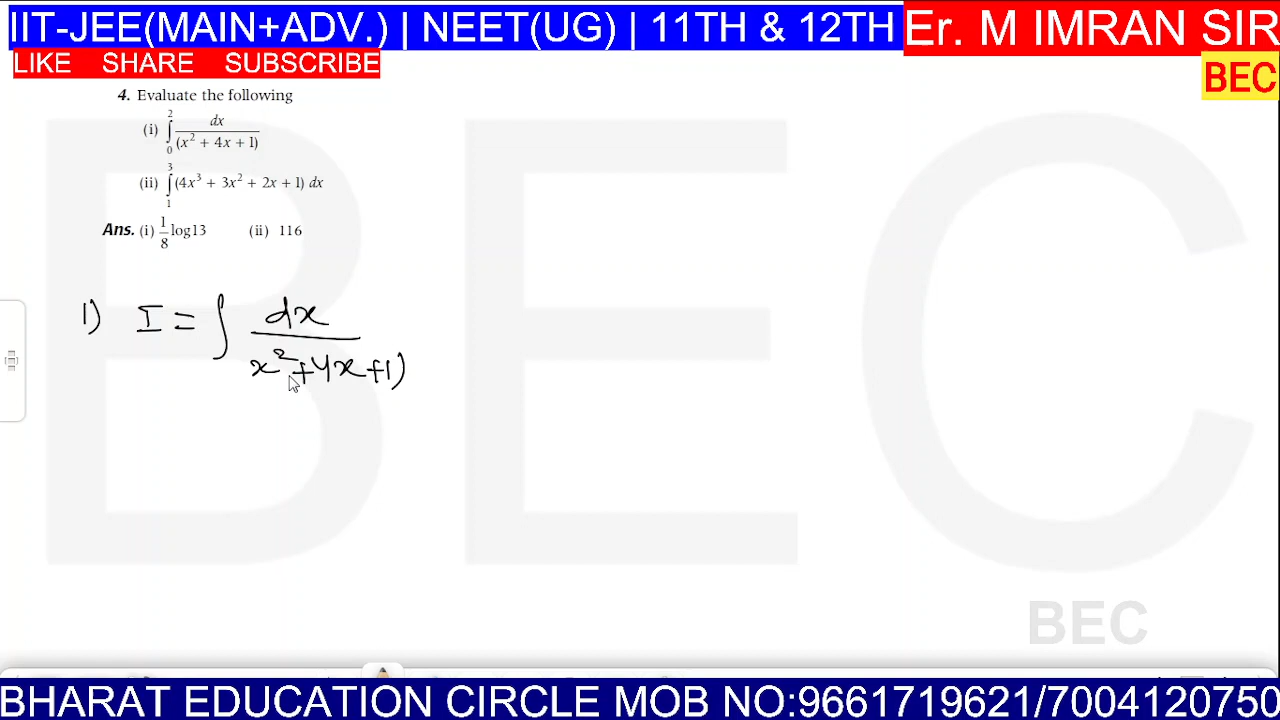 IIT-JEE(MAIN+ADV.) | NEET(UG) | 11TH & 12TH Er. M IMRAN SIR
LIKE SHARE SUBSCRIBE
BEC
4. Evaluate the following
(i) ∫₀² dx/(x² + 4x + 1)
(ii) ∫₁³ (4x³ + 3x² + 2x + 1) dx
Ans. (i) 1/8 log13 (ii) 116
1) I = ∫ dx/x²+4x+1)
BEC
BEC
BHARAT EDUCATION CIRCLE MOB NO:9661719621/7004120750